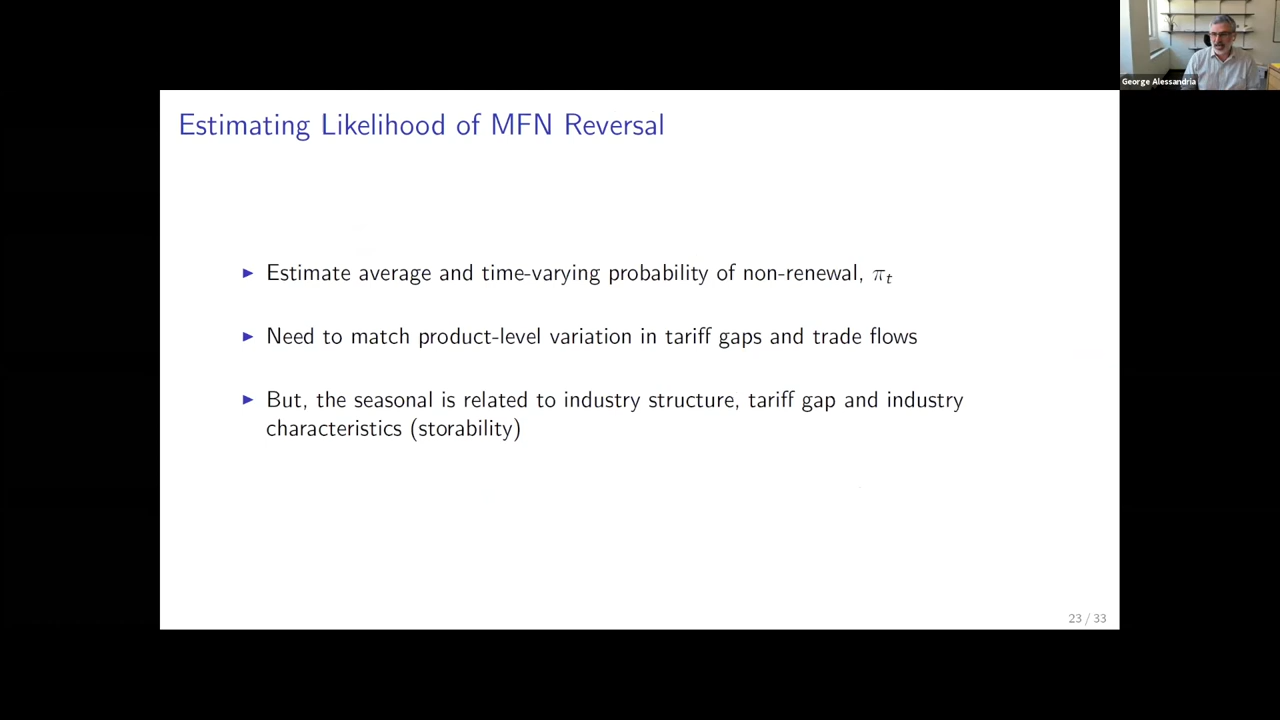 George Alessandria
Estimating Likelihood of MFN Reversal
▶ Estimate average and time-varying probability of non-renewal, πt
▶ Need to match product-level variation in tariff gaps and trade flows
▶ But, the seasonal is related to industry structure, tariff gap and industry
characteristics (storability)
23 / 33